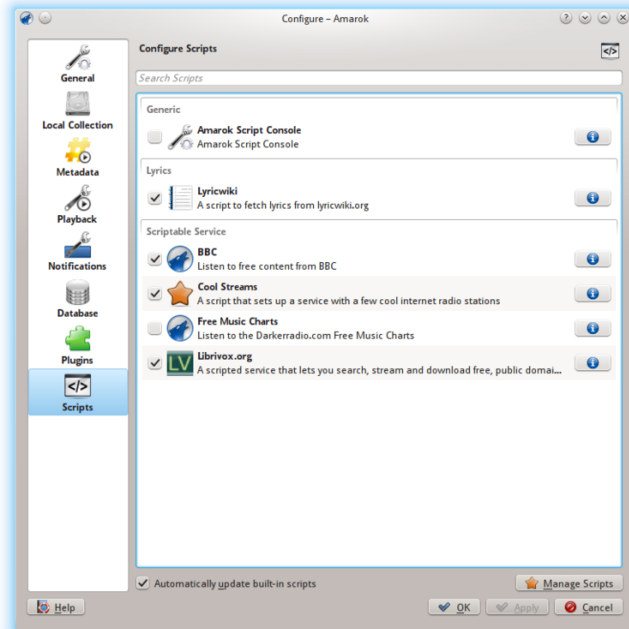 Configure – Amarok
General
Local Collection
Metadata
Playback
Notifications
Database
Plugins
Scripts
Configure Scripts
Search Scripts
Generic
Amarok Script Console
Amarok Script Console
Lyrics
Lyricwiki
A script to fetch lyrics from lyricwiki.org
Scriptable Service
BBC
Listen to free content from BBC
Cool Streams
A script that sets up a service with a few cool internet radio stations
Free Music Charts
Listen to the Darkerradio.com Free Music Charts
LV
Librivox.org
A scripted service that lets you search, stream and download free, public domai...
Automatically update built-in scripts
Manage Scripts
Help
OK
Apply
Cancel